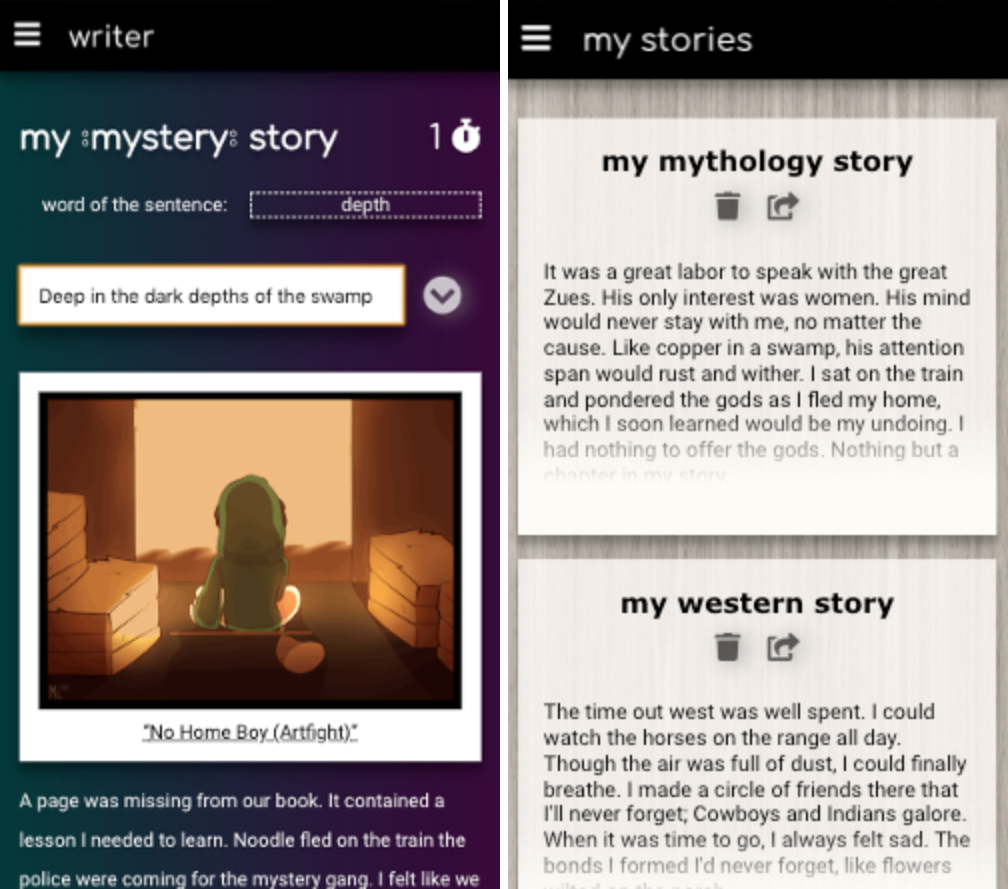 writer
my :mystery: story
1
word of the sentence:
depth
Deep in the dark depths of the swamp
"No Home Boy (Artfight)"
A page was missing from our book. It contained a
lesson I needed to learn. Noodle fled on the train the
police were coming for the mystery gang. I felt like we
my stories
my mythology story
It was a great labor to speak with the great
Zues. His only interest was women. His mind
would never stay with me, no matter the
cause. Like copper in a swamp, his attention
span would rust and wither. I sat on the train
and pondered the gods as I fled my home,
which I soon learned would be my undoing. I
had nothing to offer the gods. Nothing but a
chapter in my story.
my western story
The time out west was well spent. I could
watch the horses on the range all day.
Though the air was full of dust, I could finally
breathe. I made a circle of friends there that
I'll never forget; Cowboys and Indians galore.
When it was time to go, I always felt sad. The
bonds I formed I'd never forget, like flowers
wilted on the porch